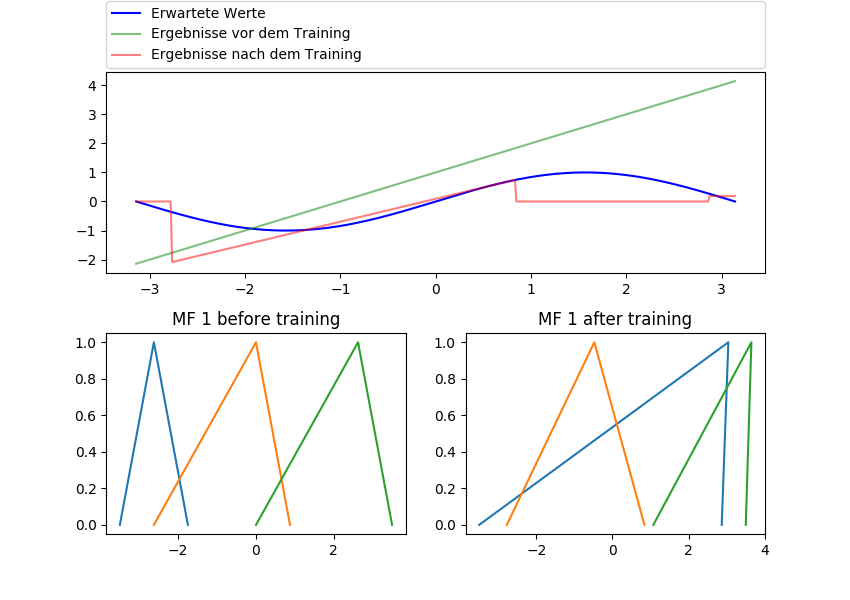 Erwartete Werte
Ergebnisse vor dem Training
Ergebnisse nach dem Training
4
3
2
1
0
−1
−2
−3 −2 −1 0 1 2 3
MF 1 before training
MF 1 after training
1.0
0.8
0.6
0.4
0.2
0.0
−2 0 2
1.0
0.8
0.6
0.4
0.2
0.0
−2 0 2 4